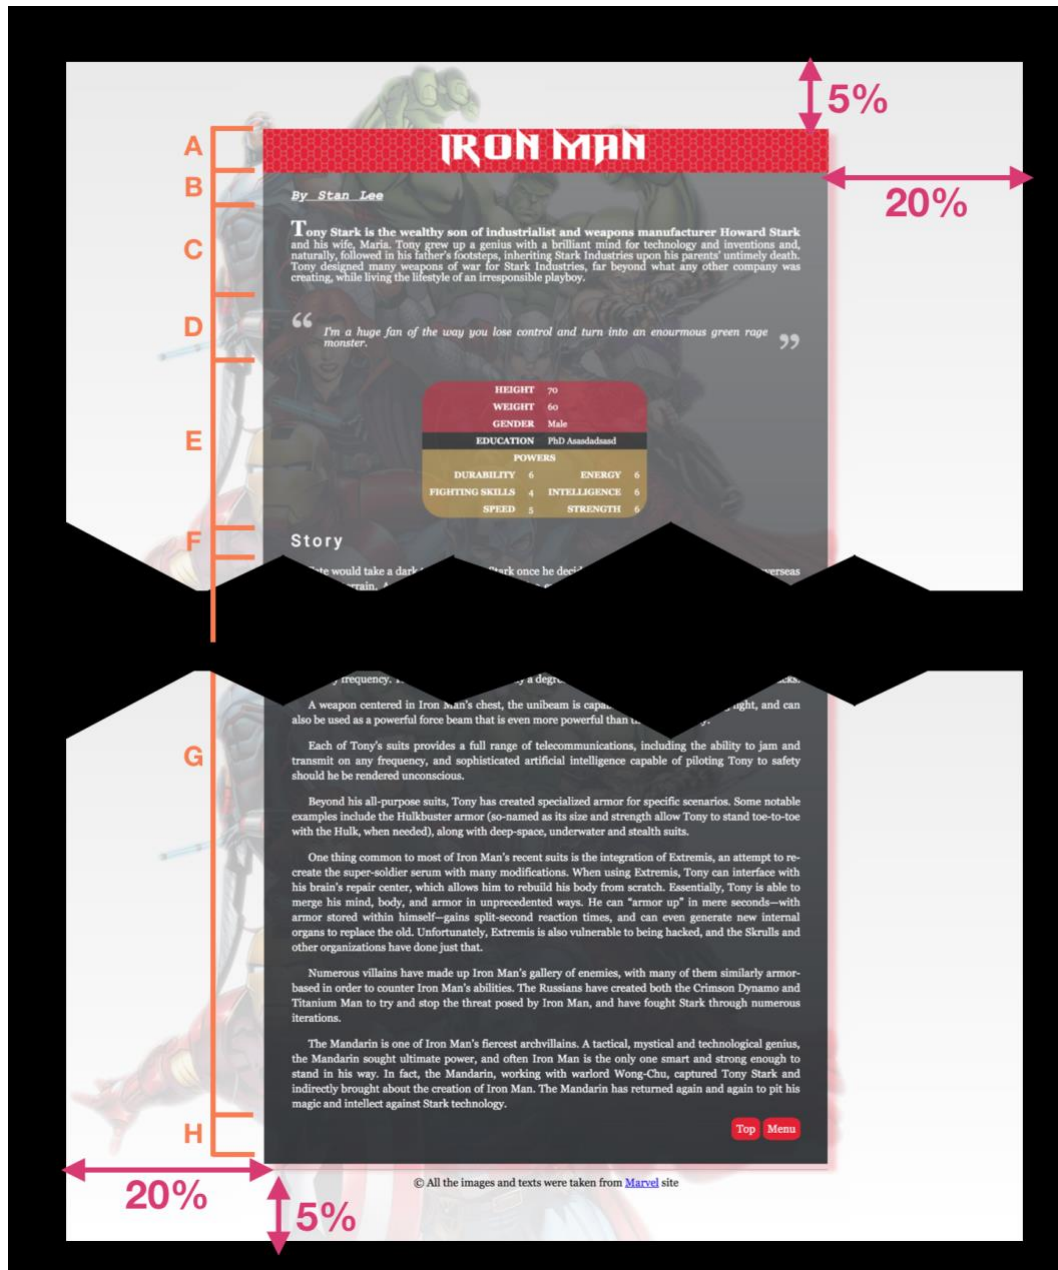 5%
20%
A
IRON MAN
B
By Stan Lee
C
Tony Stark is the wealthy son of industrialist and weapons manufacturer Howard Stark
and his wife, Maria. Tony grew up a genius with a brilliant mind for technology and inventions and,
naturally, followed in his father's footsteps, inheriting Stark Industries upon his parents' untimely death.
Tony designed many weapons of war for Stark Industries, far beyond what any other company was
creating, while living the lifestyle of an irresponsible playboy.
D
“ I'm a huge fan of the way you lose control and turn into an enourmous green rage
monster. ”
E
HEIGHT 70
WEIGHT 60
GENDER Male
EDUCATION PhD Asasdadsasd
POWERS
DURABILITY 6 ENERGY 6
FIGHTING SKILLS 4 INTELLIGENCE 6
SPEED 5 STRENGTH 6
F
Story
would take a dark Stark once he overseas
frequency.
A weapon centered in Iron Man's chest, the unibeam is light, and can
also be used as a powerful force beam that is even more powerful than
G
Each of Tony's suits provides a full range of telecommunications, including the ability to jam and
transmit on any frequency, and sophisticated artificial intelligence capable of piloting Tony to safety
should he be rendered unconscious.
Beyond his all-purpose suits, Tony has created specialized armor for specific scenarios. Some notable
examples include the Hulkbuster armor (so-named as its size and strength allow Tony to stand toe-to-toe
with the Hulk, when needed), along with deep-space, underwater and stealth suits.
One thing common to most of Iron Man's recent suits is the integration of Extremis, an attempt to re-
create the super-soldier serum with many modifications. When using Extremis, Tony can interface with
his brain's repair center, which allows him to rebuild his body from scratch. Essentially, Tony is able to
merge his mind, body, and armor in unprecedented ways. He can “armor up” in mere seconds—with
armor stored within himself—gains split-second reaction times, and can even generate new internal
organs to replace the old. Unfortunately, Extremis is also vulnerable to being hacked, and the Skrulls and
other organizations have done just that.
Numerous villains have made up Iron Man's gallery of enemies, with many of them similarly armor-
based in order to counter Iron Man's abilities. The Russians have created both the Crimson Dynamo and
Titanium Man to try and stop the threat posed by Iron Man, and have fought Stark through numerous
iterations.
The Mandarin is one of Iron Man's fiercest archvillains. A tactical, mystical and technological genius,
the Mandarin sought ultimate power, and often Iron Man is the only one smart and strong enough to
stand in his way. In fact, the Mandarin, working with warlord Wong-Chu, captured Tony Stark and
indirectly brought about the creation of Iron Man. The Mandarin has returned again and again to pit his
magic and intellect against Stark technology.
H
Top Menu
20%
© All the images and texts were taken from Marvel site
5%